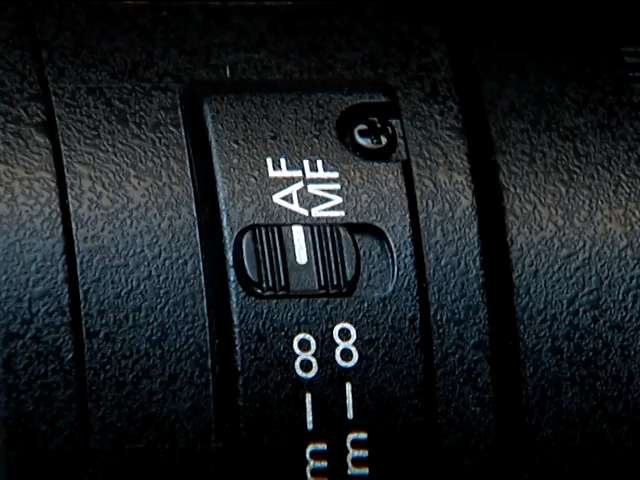 m – ∞
m – ∞
AF
MF